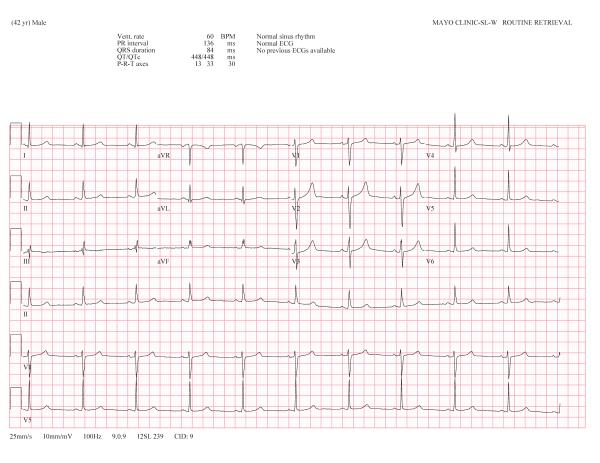 (42 yr) Male
MAYO CLINIC-SL-W ROUTINE RETRIEVAL
Vent. rate 60 BPM Normal sinus rhythm
PR interval 136 ms Normal ECG
QRS duration 84 ms No previous ECGs available
QT/QTc 448/448 ms
P-R-T axes 13 33 30
I aVR V1 V4
II aVL V2 V5
III aVF V3 V6
II
V1
V5
25mm/s 10mm/mV 100Hz 9.0.9 12SL 239 CID: 9